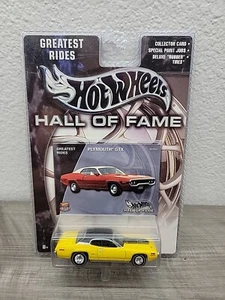 GREATEST
RIDES
COLLECTOR CARD •
SPECIAL PAINT JOBS •
DELUXE "RUBBER"
TIRES
Hot Wheels
HALL OF FAME
GREATEST
RIDES
PLYMOUTH GTX